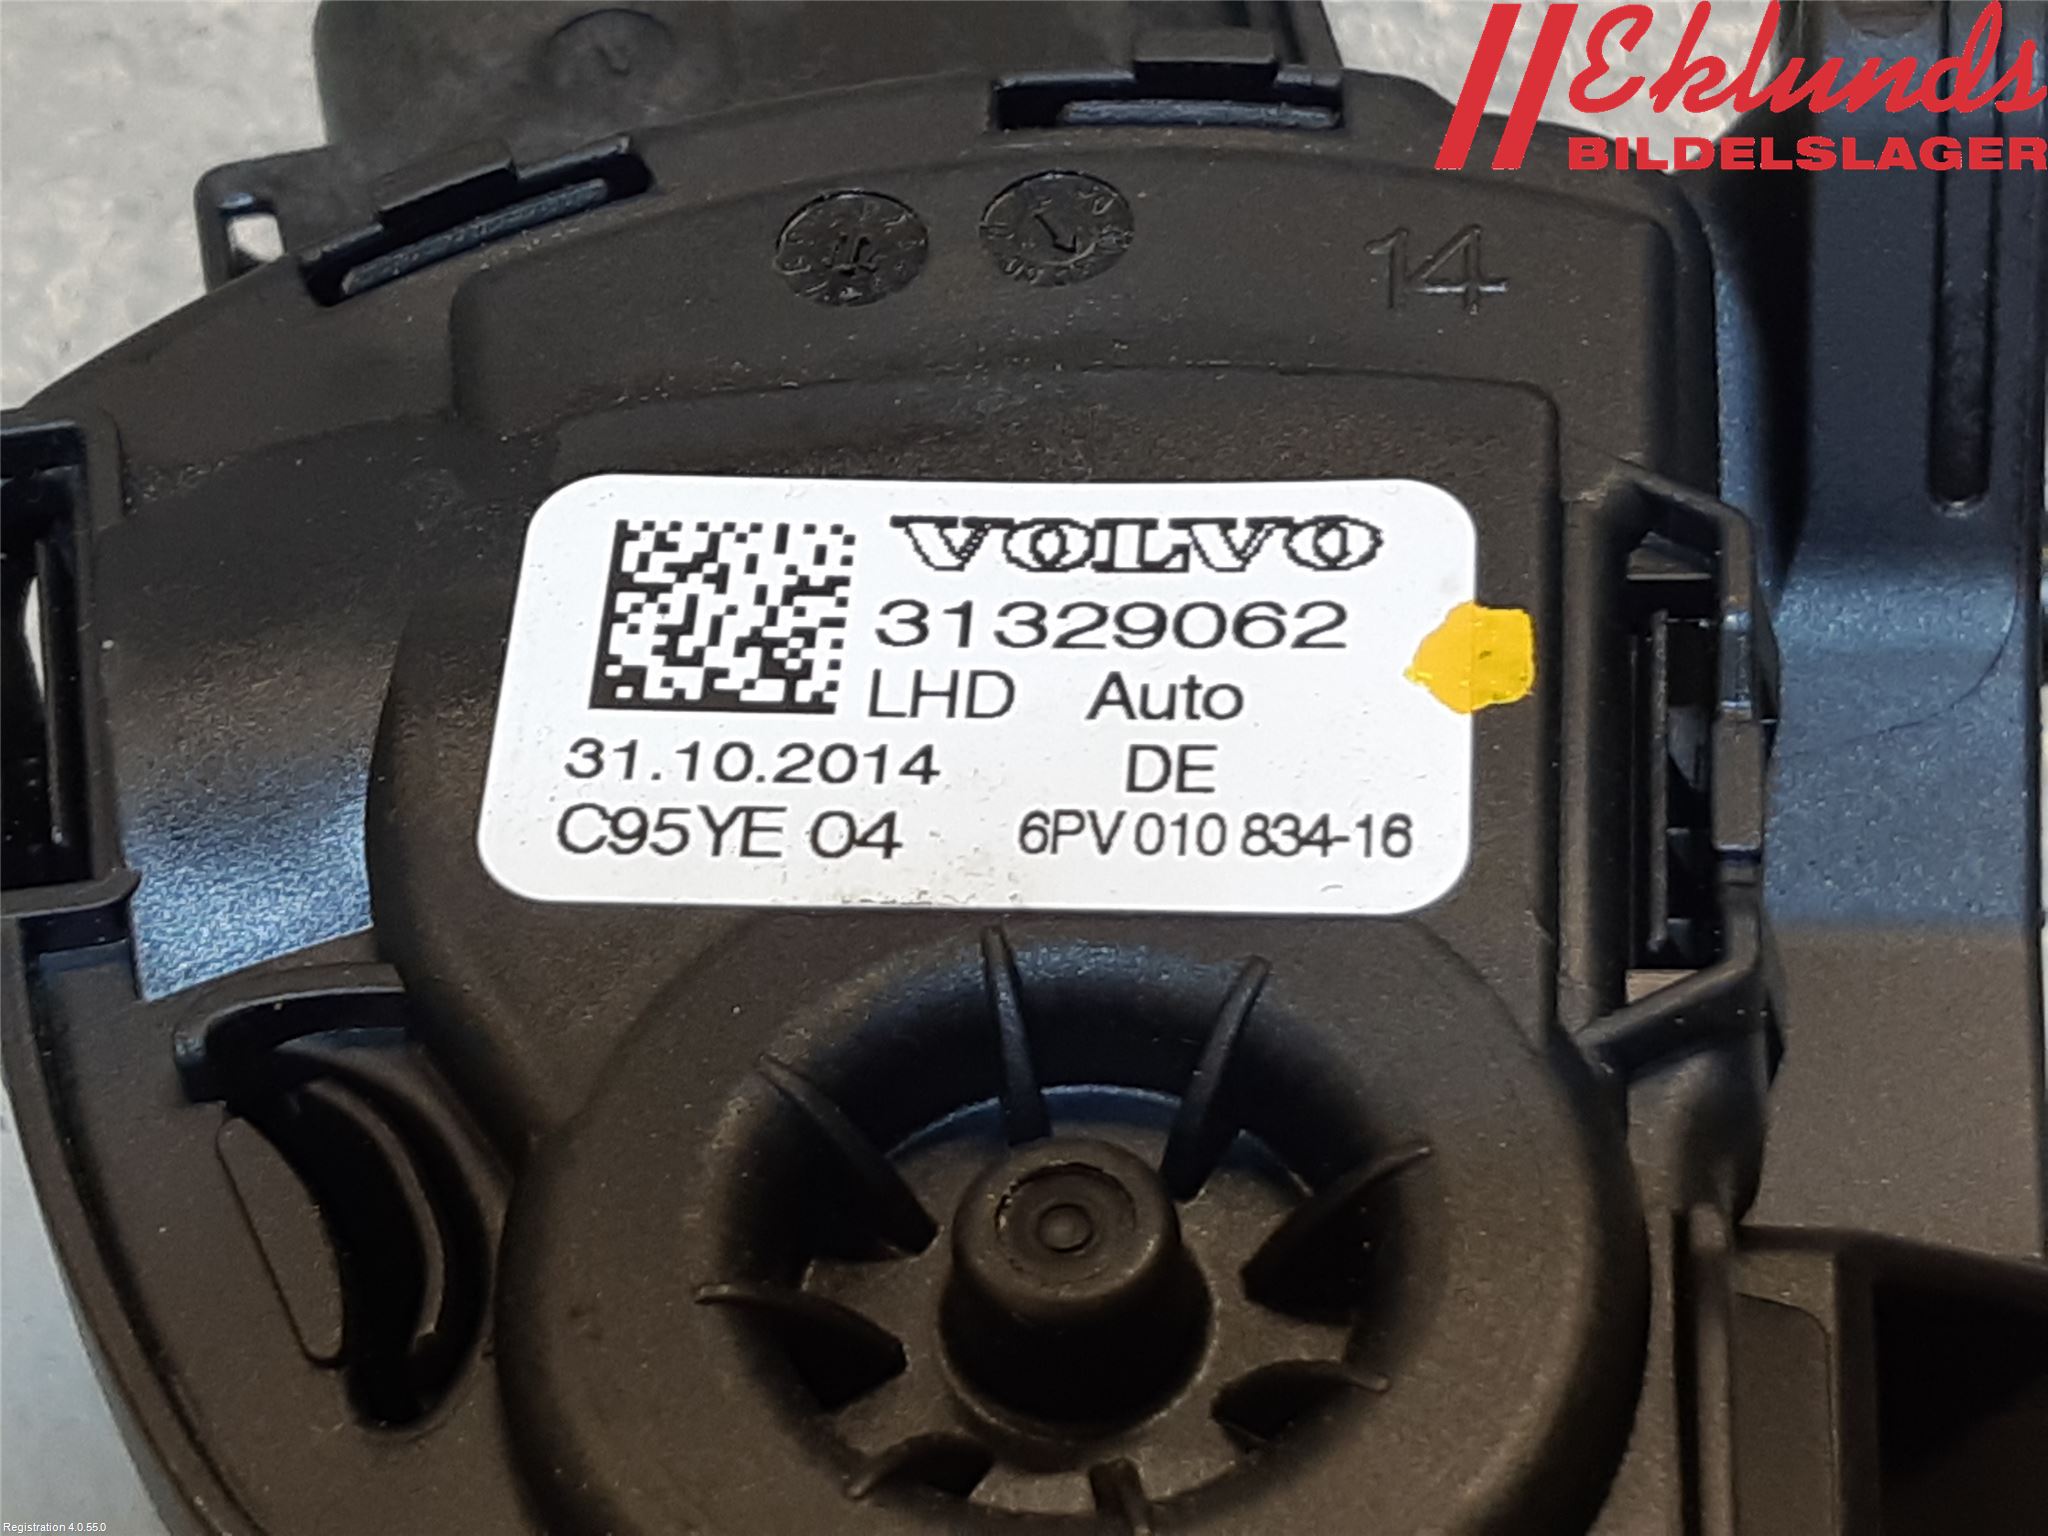 Eklunds
BILDELSLAGER
14
VOLVO
31329062
LHD Auto
31.10.2014 DE
C95YE 04 6PV 010 834-16
Registration 4.0.55.0